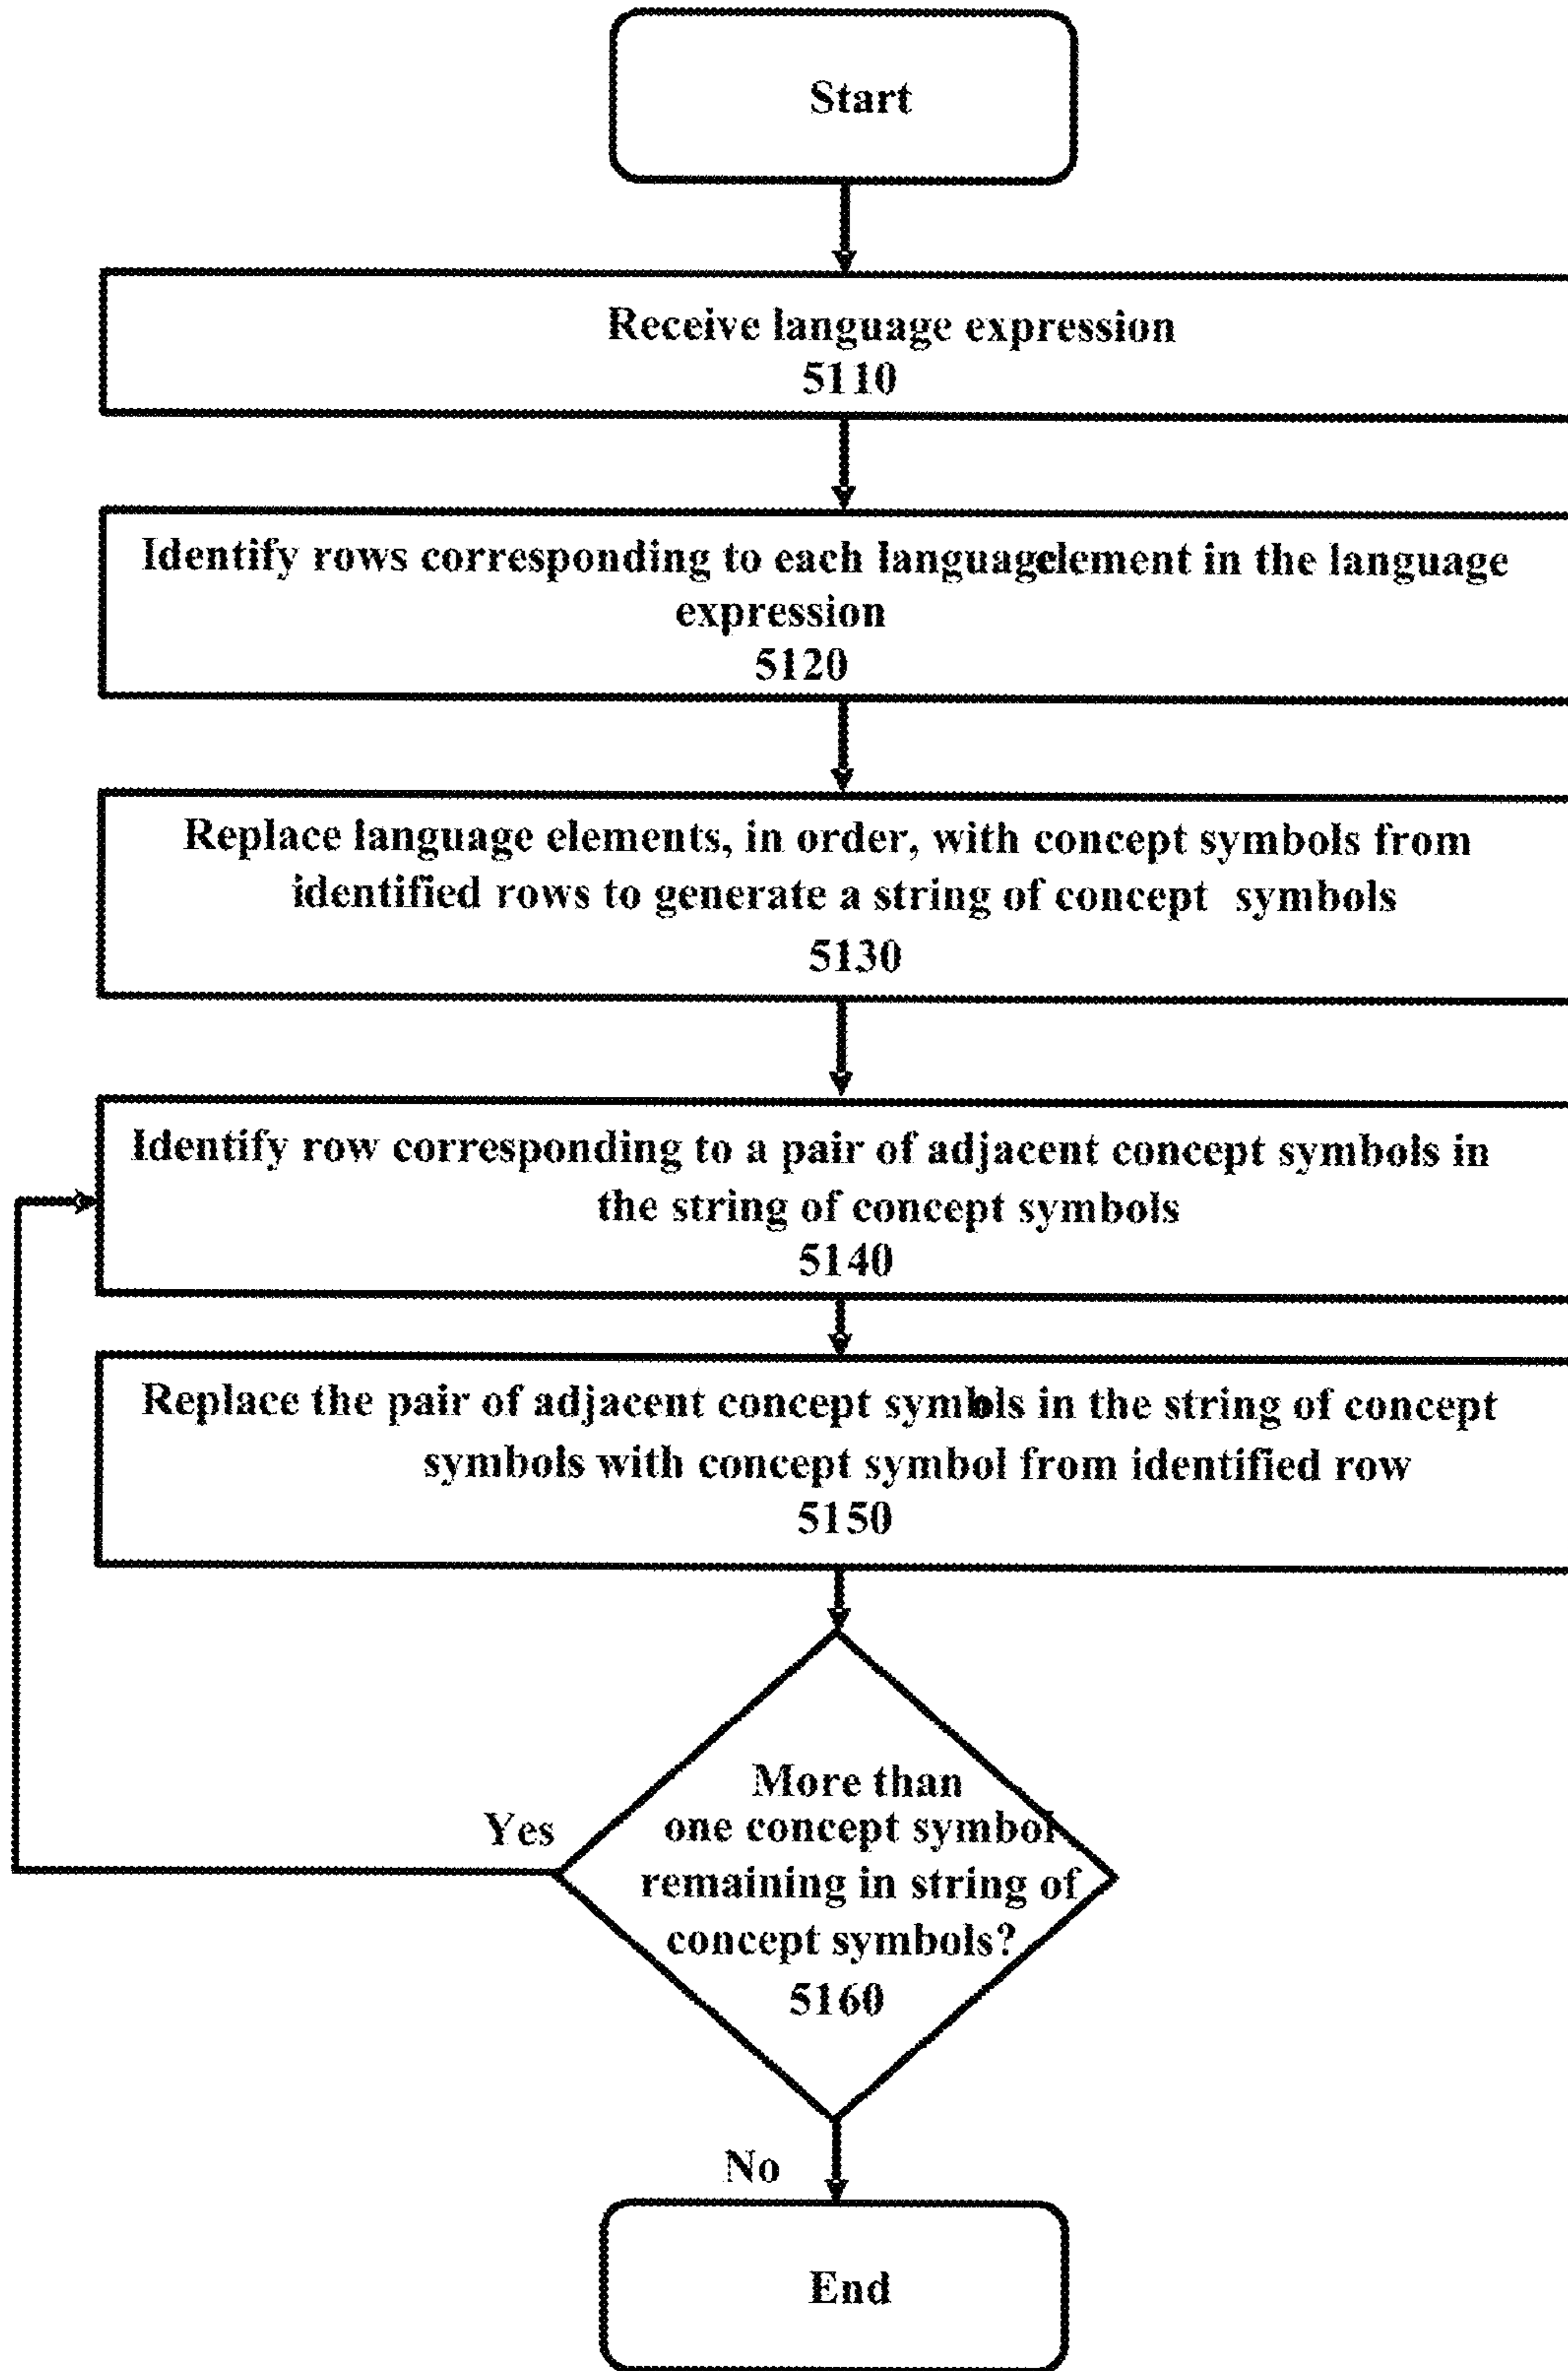 Start
Receive language expression
5110
Identify rows corresponding to each languagelement in the language
expression
5120
Replace language elements, in order, with concept symbols from
identified rows to generate a string of concept symbols
5130
Identify row corresponding to a pair of adjacent concept symbols in
the string of concept symbols
5140
Replace the pair of adjacent concept symbols in the string of concept
symbols with concept symbol from identified row
5150
More than
one concept symbol
remaining in string of
concept symbols?
5160
Yes
No
End